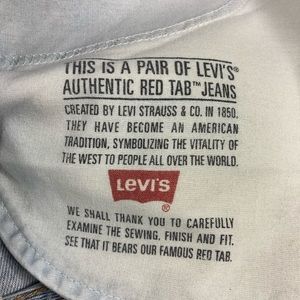 THIS IS A PAIR OF LEVI'S®
AUTHENTIC RED TAB™ JEANS
CREATED BY LEVI STRAUSS & CO. IN 1850.
THEY HAVE BECOME AN AMERICAN
TRADITION, SYMBOLIZING THE VITALITY OF
THE WEST TO PEOPLE ALL OVER THE WORLD.
LEVI'S
®
WE SHALL THANK YOU TO CAREFULLY
EXAMINE THE SEWING. FINISH AND FIT.
SEE THAT IT BEARS OUR FAMOUS RED TAB.